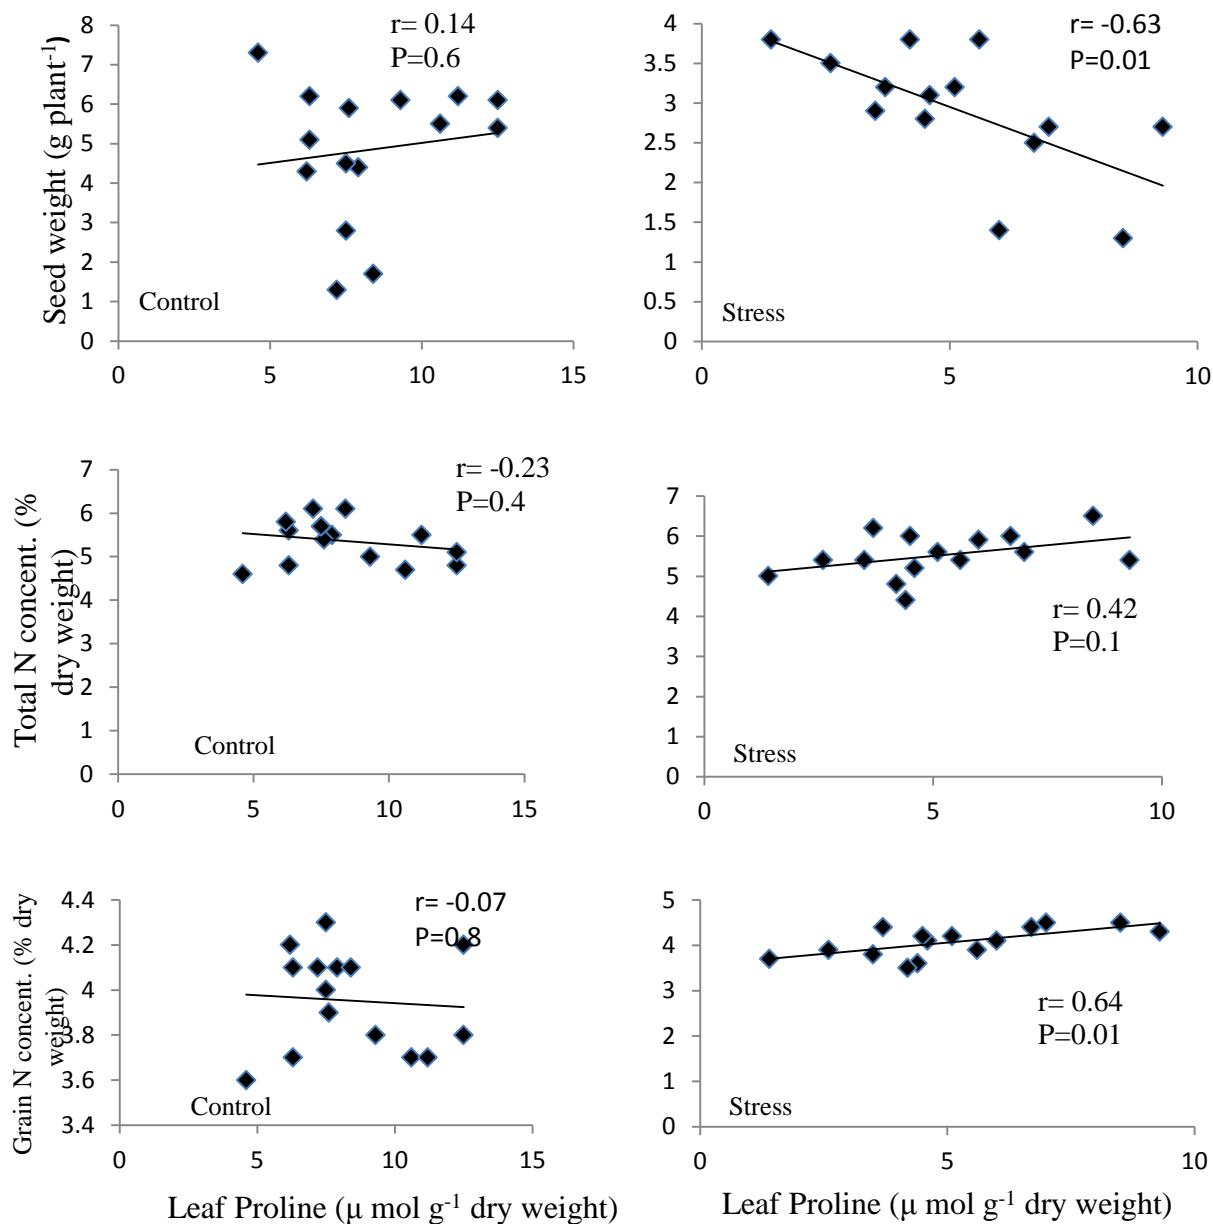 Seed weight (g plant⁻¹)
8
7
6
5
4
3
2
1
0
0
5
10
15
r= 0.14
P=0.6
Control
4
3.5
3
2.5
2
1.5
1
0.5
0
0
5
10
r= -0.63
P=0.01
Stress
Total N concent. (%
dry weight)
7
6
5
4
3
2
1
0
0
5
10
15
r= -0.23
P=0.4
Control
7
6
5
4
3
2
1
0
0
5
10
r= 0.42
P=0.1
Stress
Grain N concent. (% dry
weight)
4.4
4.2
4
3.8
3.6
3.4
0
5
10
15
r= -0.07
P=0.8
Control
5
4
3
2
1
0
0
5
10
r= 0.64
P=0.01
Stress
Leaf Proline (μ mol g⁻¹ dry weight)
Leaf Proline (μ mol g⁻¹ dry weight)